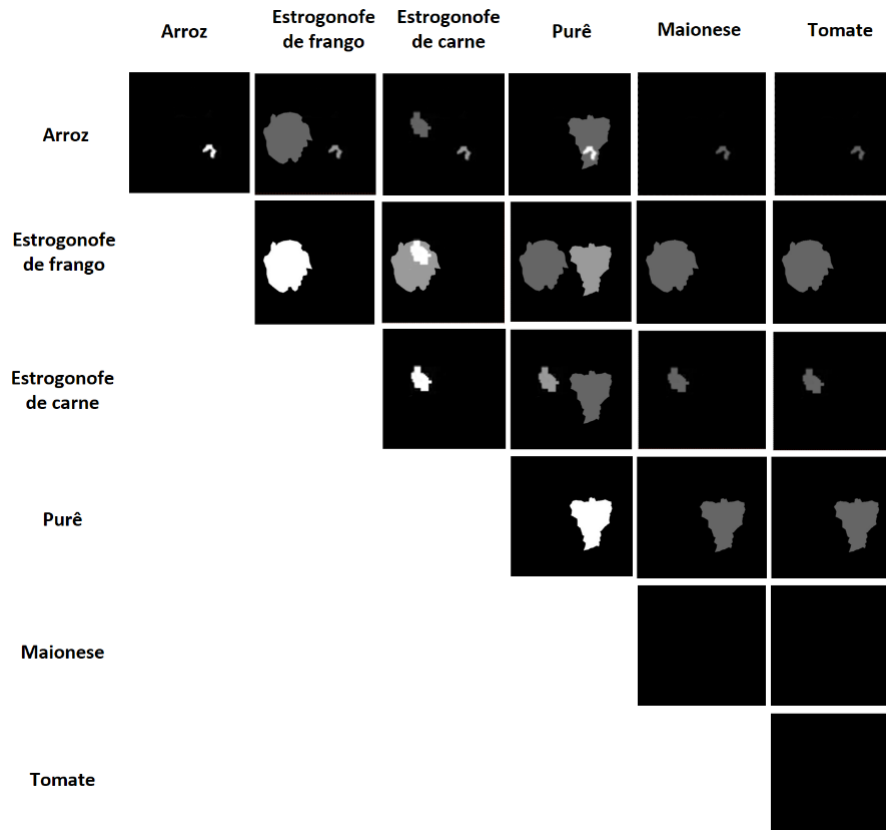 Arroz
Estrogonofe
de frango
Estrogonofe
de carne
Purê
Maionese
Tomate
Arroz
Estrogonofe
de frango
Estrogonofe
de carne
Purê
Maionese
Tomate